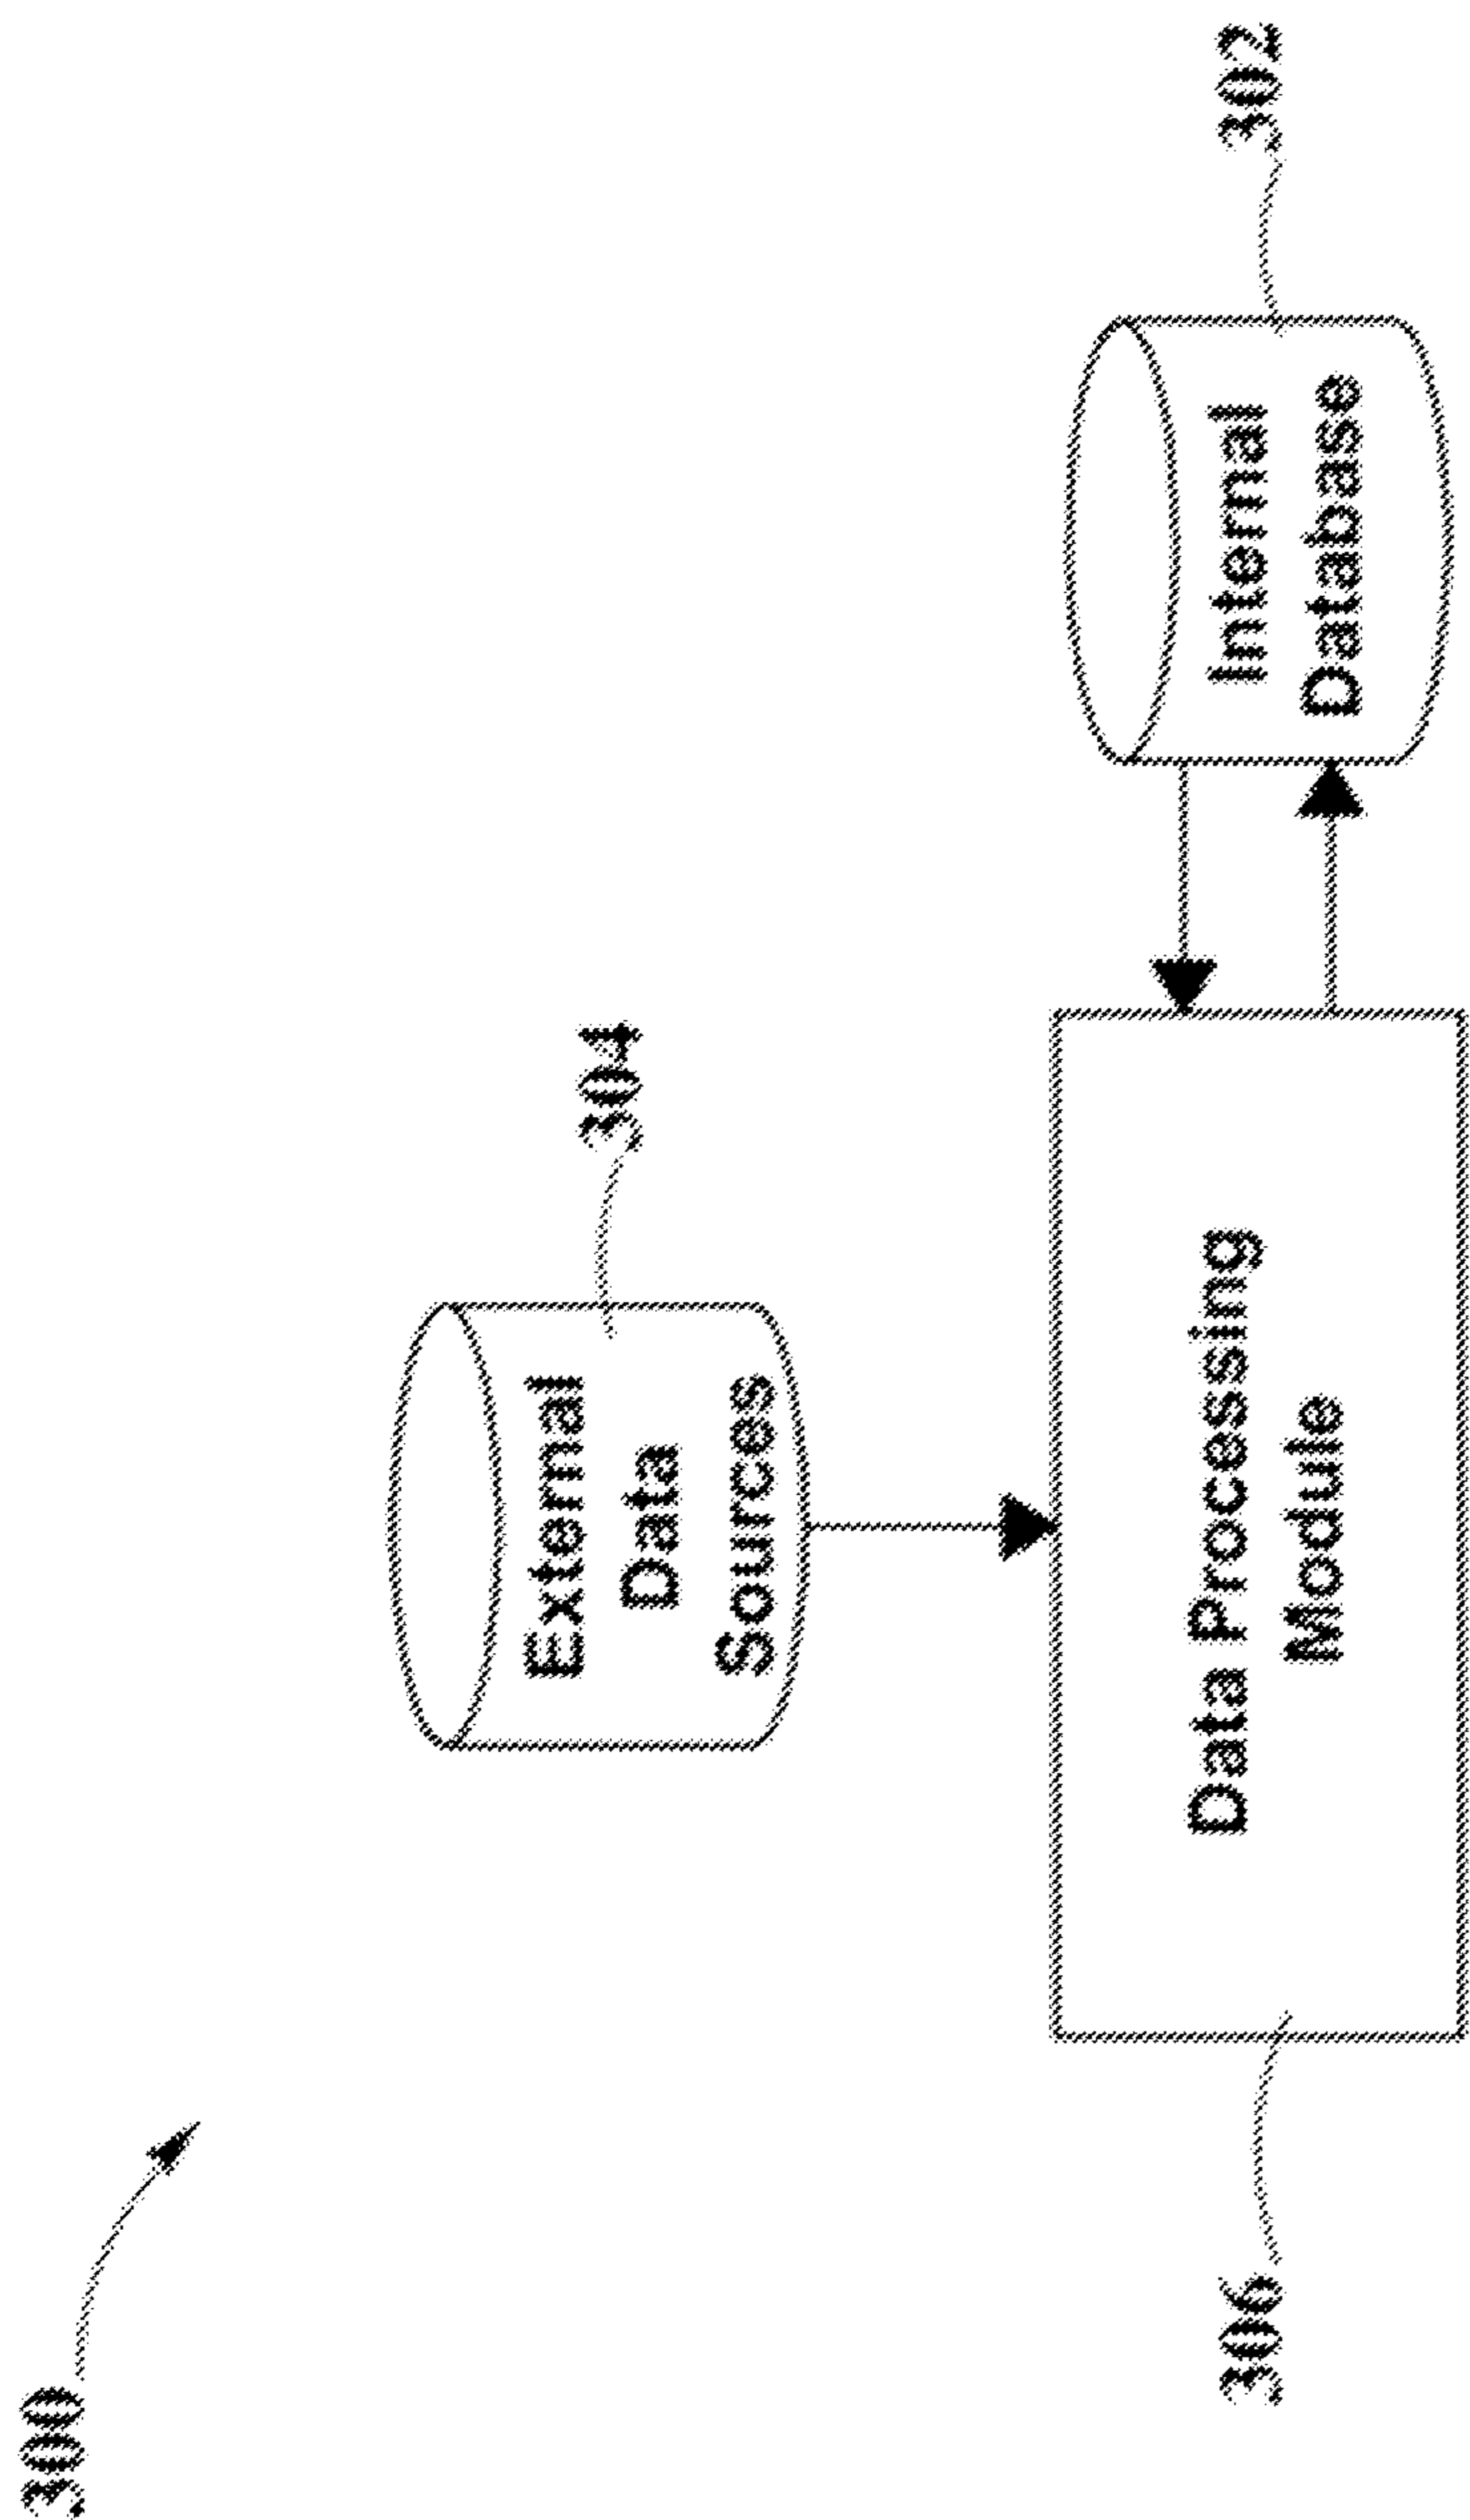 300
304
External
Data
Sources
306
Data Processing
Module
Internal
Database
302